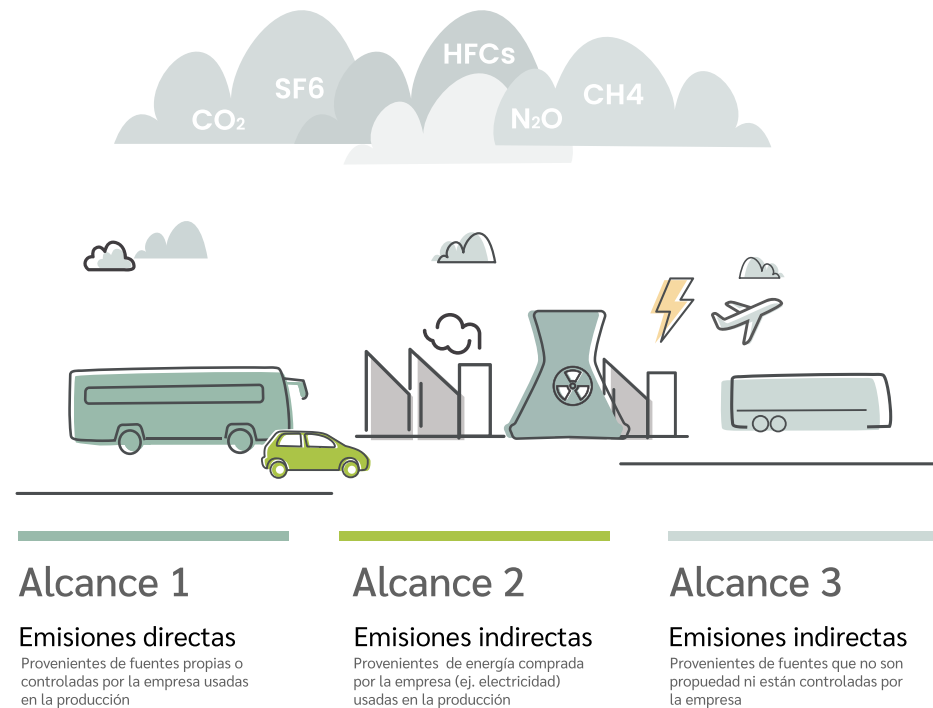 HFCs
SF6
CH4
CO2
N2O
Alcance 1
Emisiones directas
Provenientes de fuentes propias o
controladas por la empresa usadas
en la producción
Alcance 2
Emisiones indirectas
Provenientes de energía comprada
por la empresa (ej. electricidad)
usadas en la producción
Alcance 3
Emisiones indirectas
Provenientes de fuentes que no son
propuedad ni están controladas por
la empresa